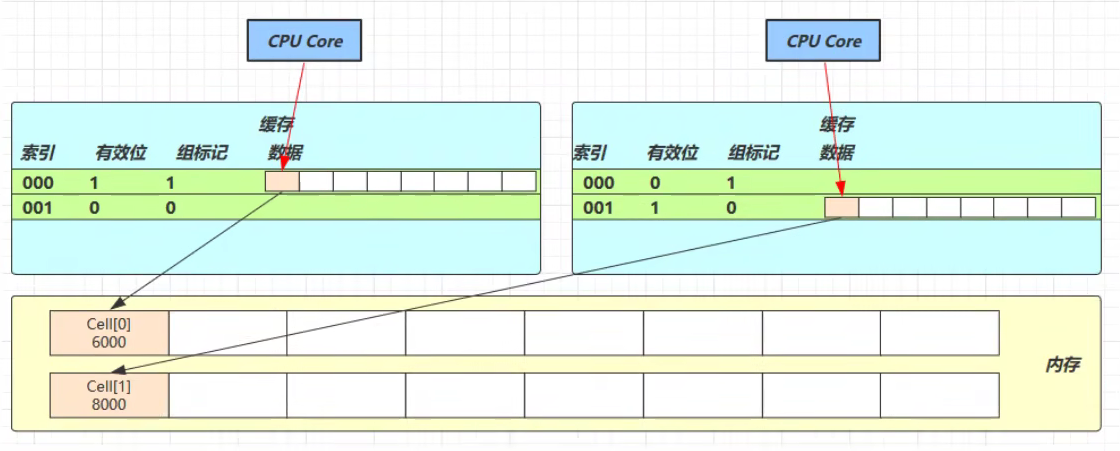 CPU Core
CPU Core
缓存
索引 有效位 组标记 数据
000 1 1
001 0 0
缓存
索引 有效位 组标记 数据
000 0 1
001 1 0
Cell[0]
6000
Cell[1]
8000
内存